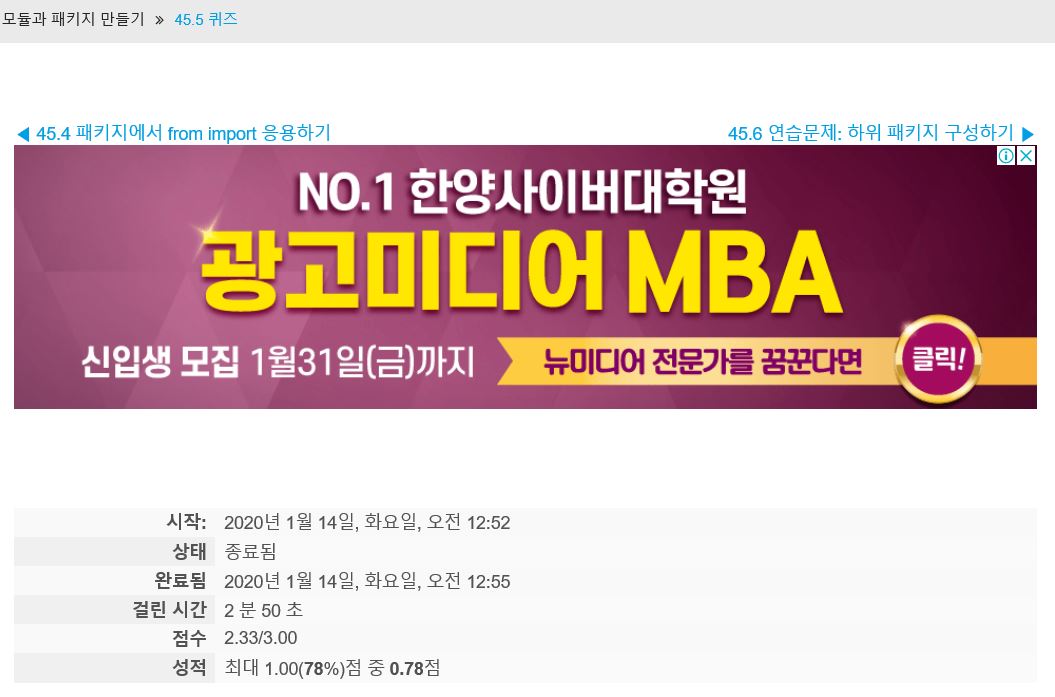 모듈과 패키지 만들기 » 45.5 퀴즈
◀ 45.4 패키지에서 from import 응용하기
45.6 연습문제: 하위 패키지 구성하기 ▶
NO.1 한양사이버대학원
광고미디어 MBA
신입생 모집 1월31일(금)까지
뉴미디어 전문가를 꿈꾼다면
클릭!
시작: 2020년 1월 14일, 화요일, 오전 12:52
상태 종료됨
완료됨 2020년 1월 14일, 화요일, 오전 12:55
걸린 시간 2 분 50 초
점수 2.33/3.00
성적 최대 1.00(78%)점 중 0.78점